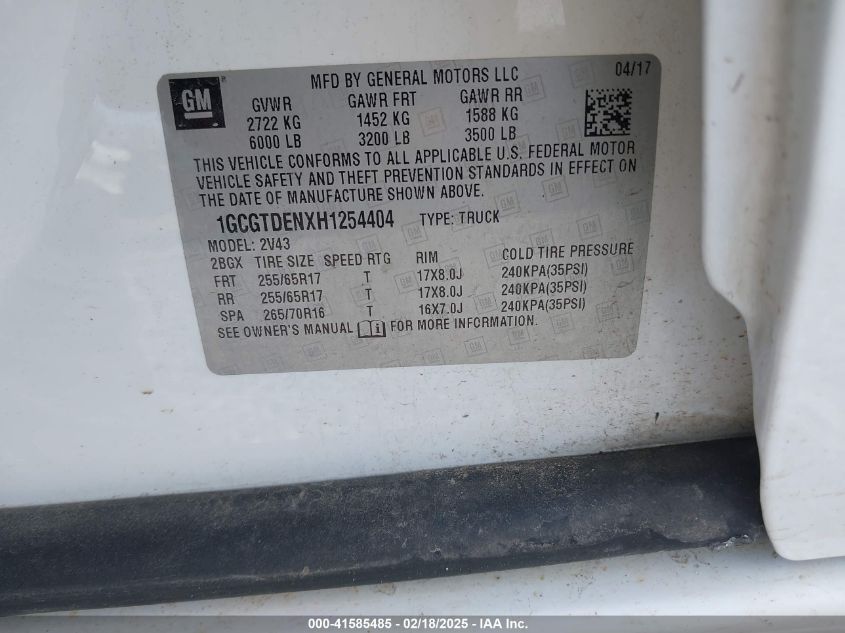 GM
MFD BY GENERAL MOTORS LLC 04/17
GVWR GAWR FRT GAWR RR
2722 KG 1452 KG 1588 KG
6000 LB 3200 LB 3500 LB
THIS VEHICLE CONFORMS TO ALL APPLICABLE U.S. FEDERAL MOTOR
VEHICLE SAFETY AND THEFT PREVENTION STANDARDS IN EFFECT ON
THE DATE OF MANUFACTURE SHOWN ABOVE.
1GCGTDENXH1254404 TYPE: TRUCK
MODEL: 2V43
2BGX TIRE SIZE SPEED RTG RIM COLD TIRE PRESSURE
FRT 255/65R17 T 17X8.0J 240KPA(35PSI)
RR 255/65R17 T 17X8.0J 240KPA(35PSI)
SPA 265/70R16 T 16X7.0J 240KPA(35PSI)
SEE OWNER'S MANUAL i FOR MORE INFORMATION.
000-41585485 - 02/18/2025 - IAA Inc.